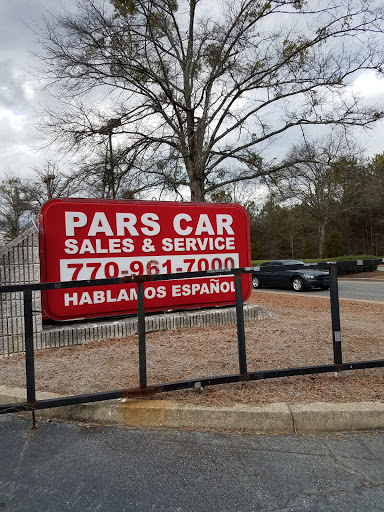 PARS CAR
SALES & SERVICE
770-961-7000
HABLAMOS ESPAÑOL